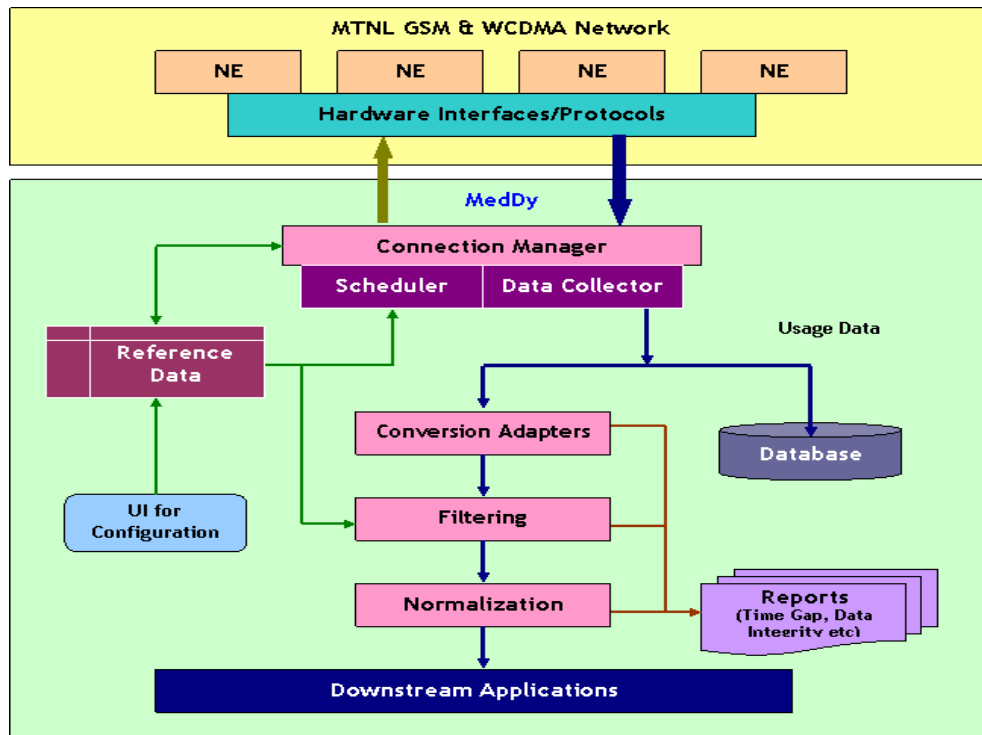 MTNL GSM & WCDMA Network
NE
NE
NE
NE
Hardware Interfaces/Protocols
MedDy
Connection Manager
Scheduler
Data Collector
Usage Data
Reference
Data
Conversion Adapters
Database
UI for
Configuration
Filtering
Normalization
Reports
(Time Gap, Data
Integrity etc)
Downstream Applications